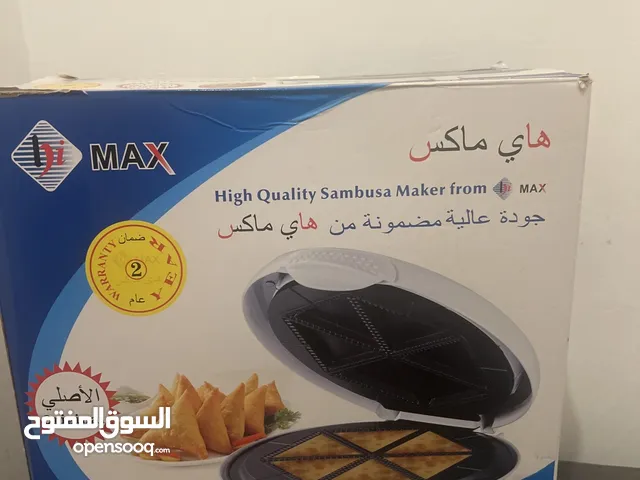 hi MAX
هاي ماكس
High Quality Sambusa Maker from hi MAX
جودة عالية مضمونة من هاي ماكس
ضمان
WARRANTY 2 YEAR
عام
الأصلي
السوق المفتوح
opensooq.com